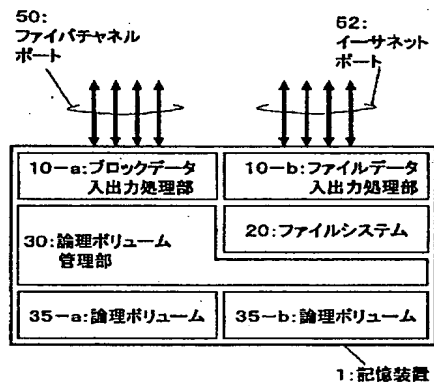 50:
ファイバチャネル
ポート
52:
イーサネット
ポート
10-a:ブロックデータ
入出力処理部
10-b:ファイルデータ
入出力処理部
20:ファイルシステム
30:論理ボリューム
管理部
35-a:論理ボリューム
35-b:論理ボリューム
1:記憶装置